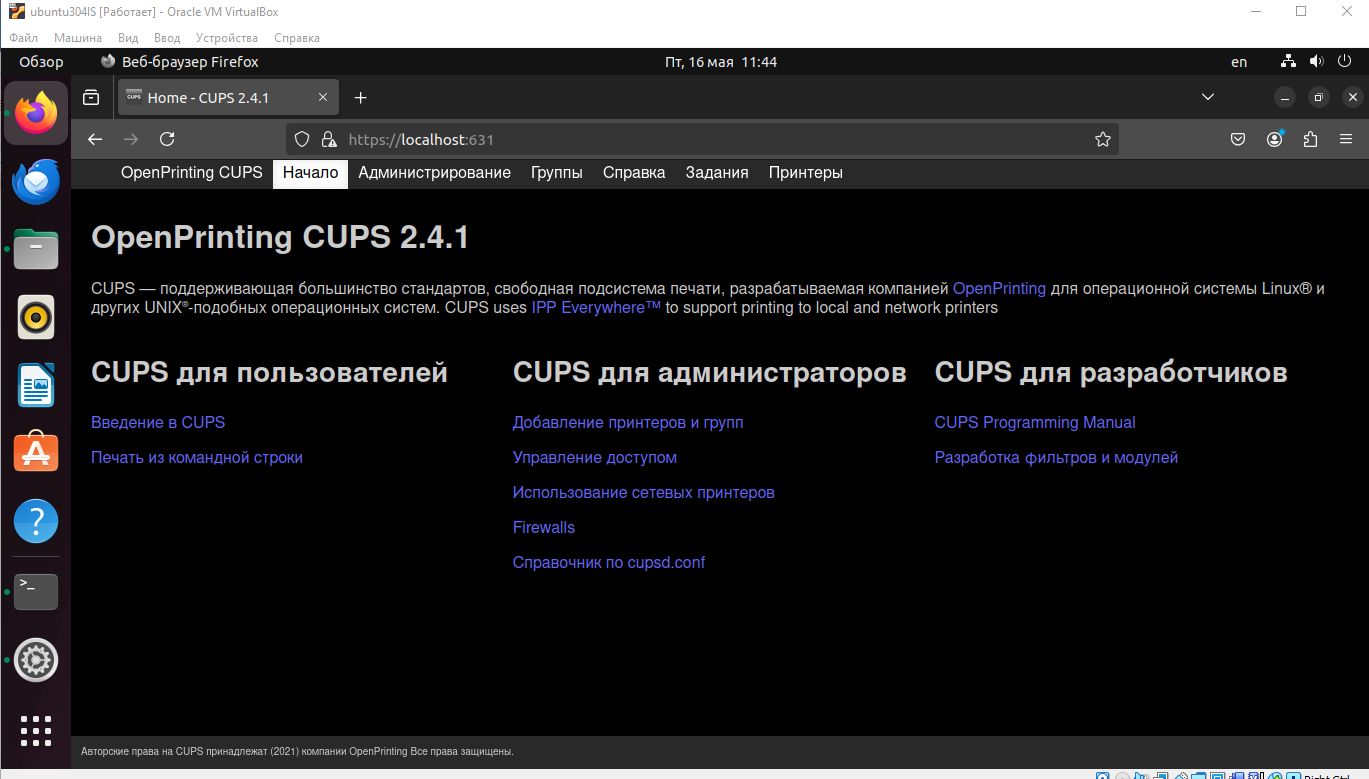 ubuntu304IS [Работает] - Oracle VM VirtualBox
Файл Машина Вид Ввод Устройства Справка
Обзор Веб-браузер Firefox Пт, 16 мая 11:44 en
CUPS Home - CUPS 2.4.1
https://localhost:631
OpenPrinting CUPS Начало Администрирование Группы Справка Задания Принтеры
OpenPrinting CUPS 2.4.1
CUPS — поддерживающая большинство стандартов, свободная подсистема печати, разрабатываемая компанией OpenPrinting для операционной системы Linux® и
других UNIX®-подобных операционных систем. CUPS uses IPP Everywhere™ to support printing to local and network printers
CUPS для пользователей
Введение в CUPS
Печать из командной строки
CUPS для администраторов
Добавление принтеров и групп
Управление доступом
Использование сетевых принтеров
Firewalls
Справочник по cupsd.conf
CUPS для разработчиков
CUPS Programming Manual
Разработка фильтров и модулей
Авторские права на CUPS принадлежат (2021) компании OpenPrinting Все права защищены.
Right Ctrl